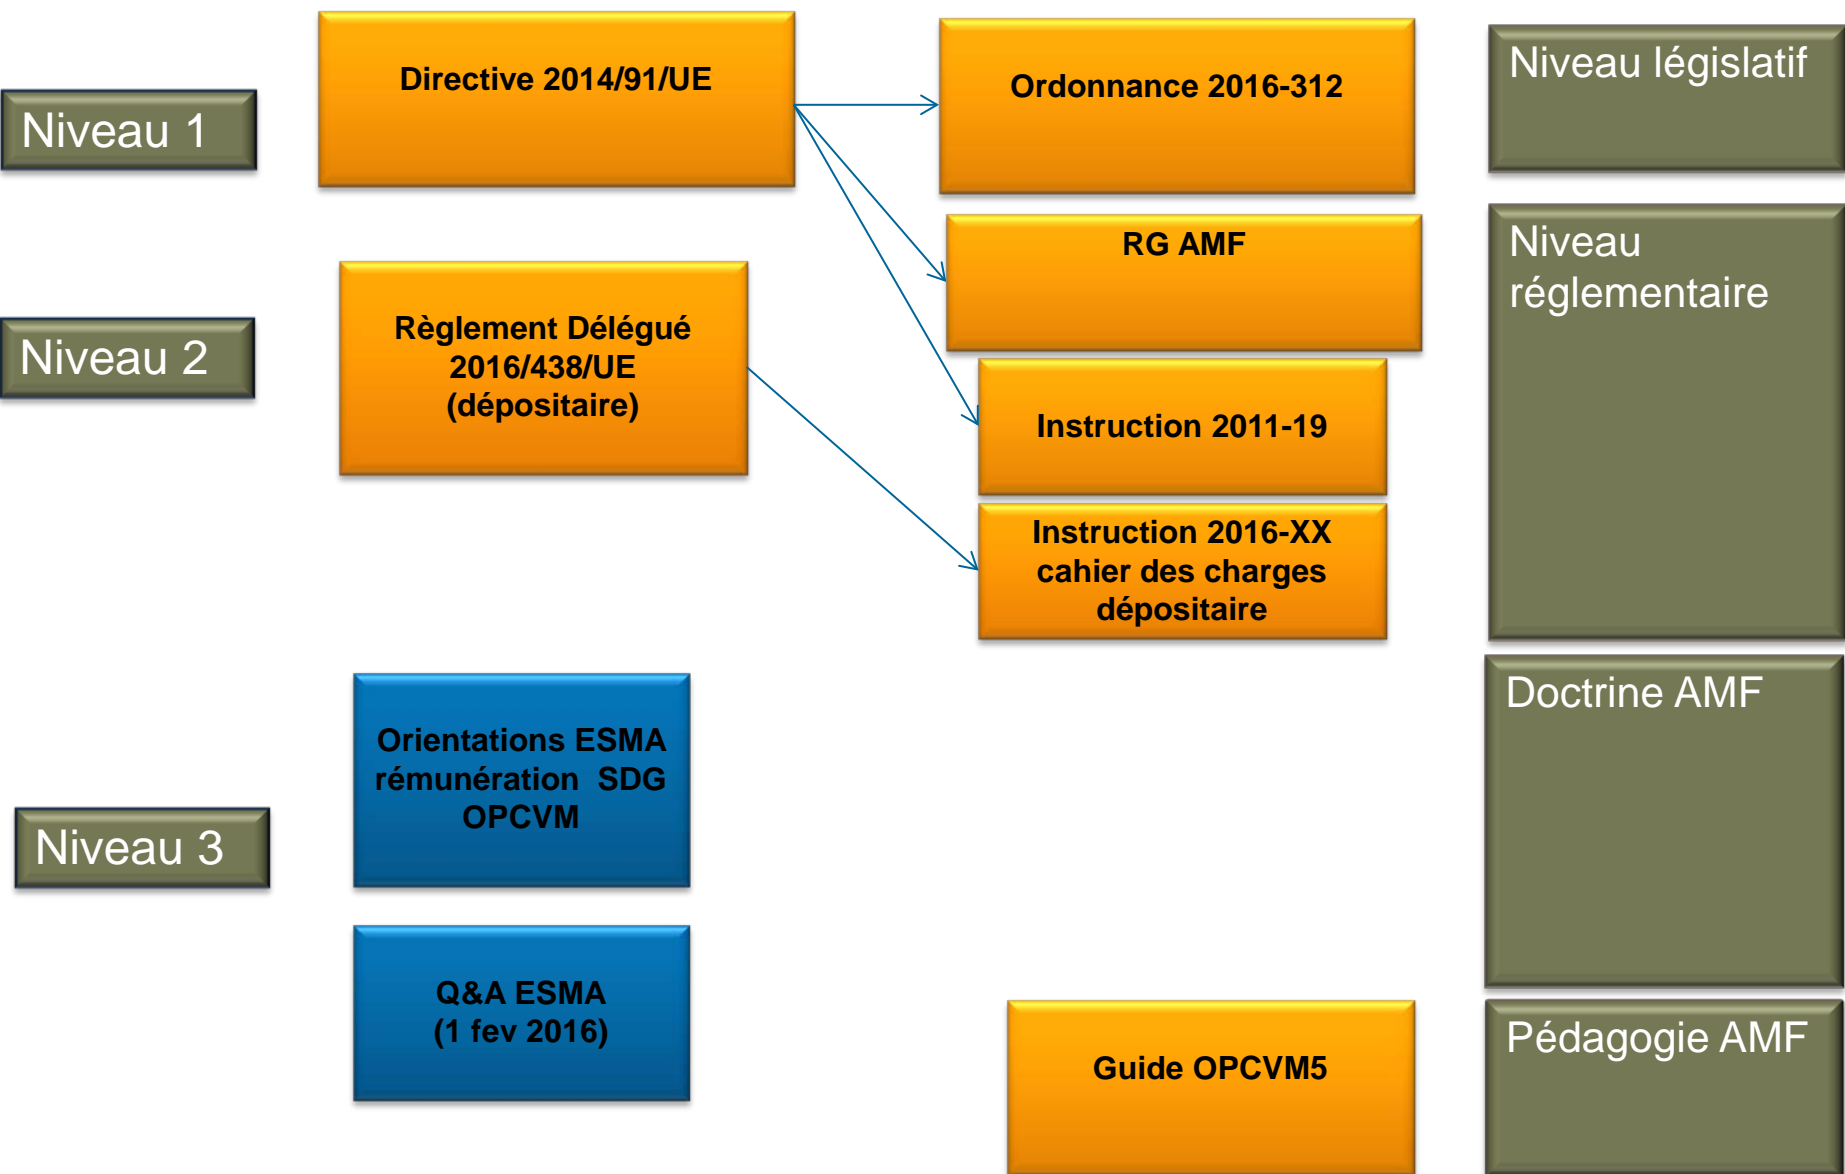 Niveau 1
Directive 2014/91/UE
Ordonnance 2016-312
Niveau législatif
RG AMF
Niveau
réglementaire
Niveau 2
Règlement Délégué
2016/438/UE
(dépositaire)
Instruction 2011-19
Instruction 2016-XX
cahier des charges
dépositaire
Niveau 3
Orientations ESMA
rémunération SDG
OPCVM
Doctrine AMF
Q&A ESMA
(1 fev 2016)
Guide OPCVM5
Pédagogie AMF